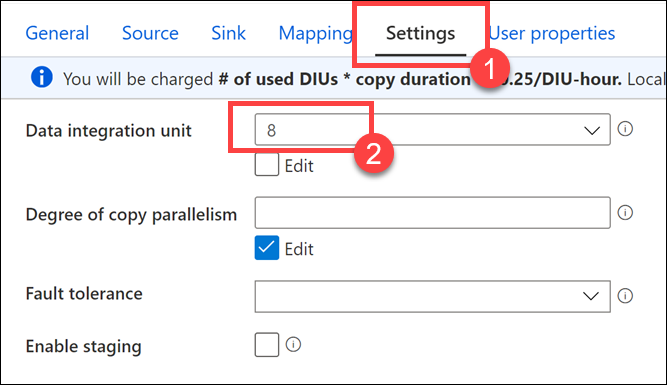 General Source Sink Mapping Settings User properties
1
You will be charged # of used DIUs * copy duration .25/DIU-hour. Local
Data integration unit 8
2
Edit
Degree of copy parallelism
Edit
Fault tolerance
Enable staging